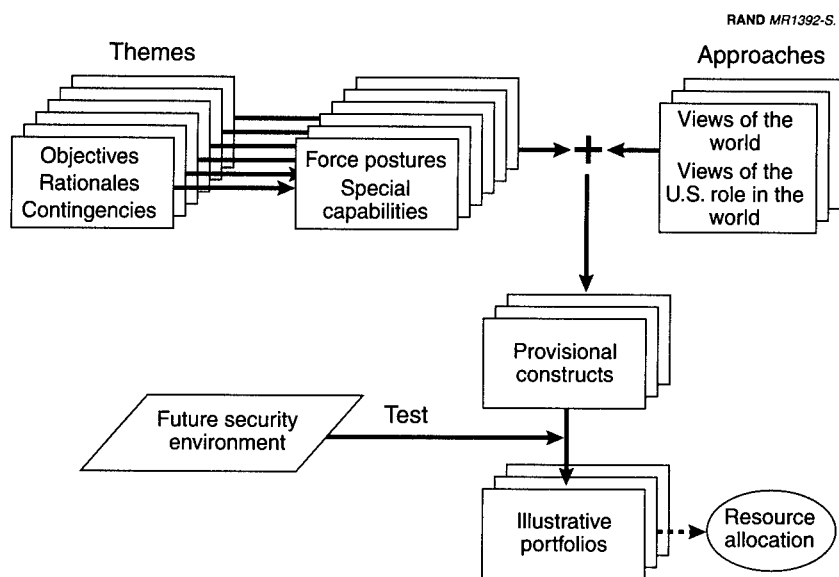 RAND MR1392-S.
Themes
Approaches
Objectives
Rationales
Contingencies
Force postures
Special
capabilities
Views of the
world
Views of the
U.S. role in the
world
Provisional
constructs
Future security
environment
Test
Illustrative
portfolios
Resource
allocation